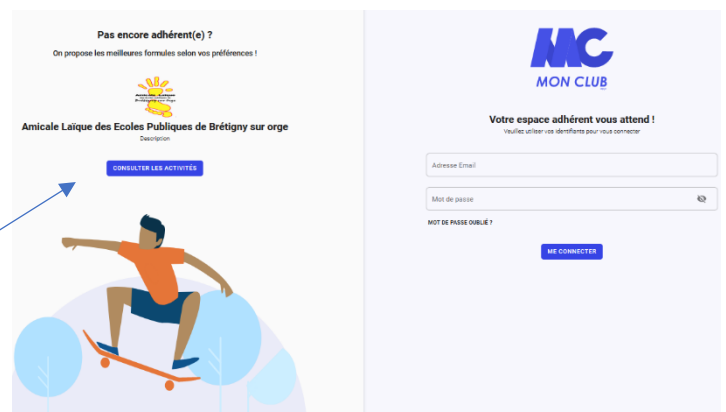 Pas encore adhérent(e) ?
On propose les meilleures formules selon vos préférences !
Amicale Laïque des Ecoles Publiques de Brétigny sur orge
Description
CONSULTER LES ACTIVITÉS
MC
MON CLUB
Votre espace adhérent vous attend !
Veuillez utiliser vos identifiants pour vous connecter
Adresse Email
Mot de passe
MOT DE PASSE OUBLIÉ ?
ME CONNECTER